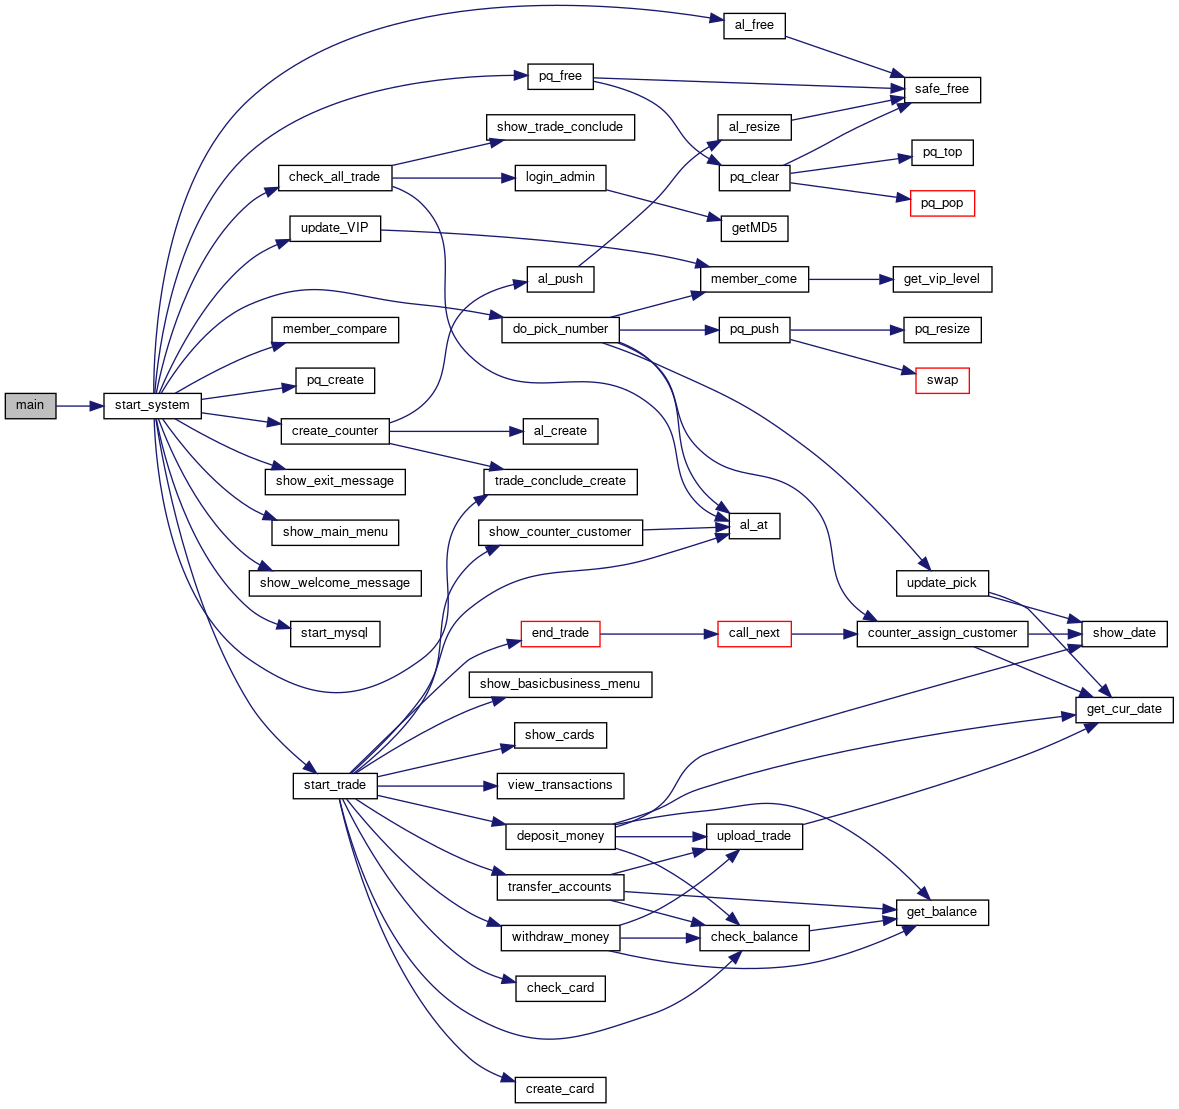 main
start_system
al_free
pq_free
check_all_trade
update_VIP
member_compare
pq_create
create_counter
show_exit_message
show_main_menu
show_welcome_message
start_mysql
start_trade
show_trade_conclude
login_admin
al_push
do_pick_number
al_create
trade_conclude_create
show_counter_customer
end_trade
show_basicbusiness_menu
show_cards
view_transactions
deposit_money
transfer_accounts
withdraw_money
check_card
create_card
al_resize
pq_clear
getMD5
member_come
pq_push
al_at
call_next
upload_trade
check_balance
safe_free
pq_top
pq_pop
get_vip_level
pq_resize
swap
update_pick
counter_assign_customer
get_balance
show_date
get_cur_date